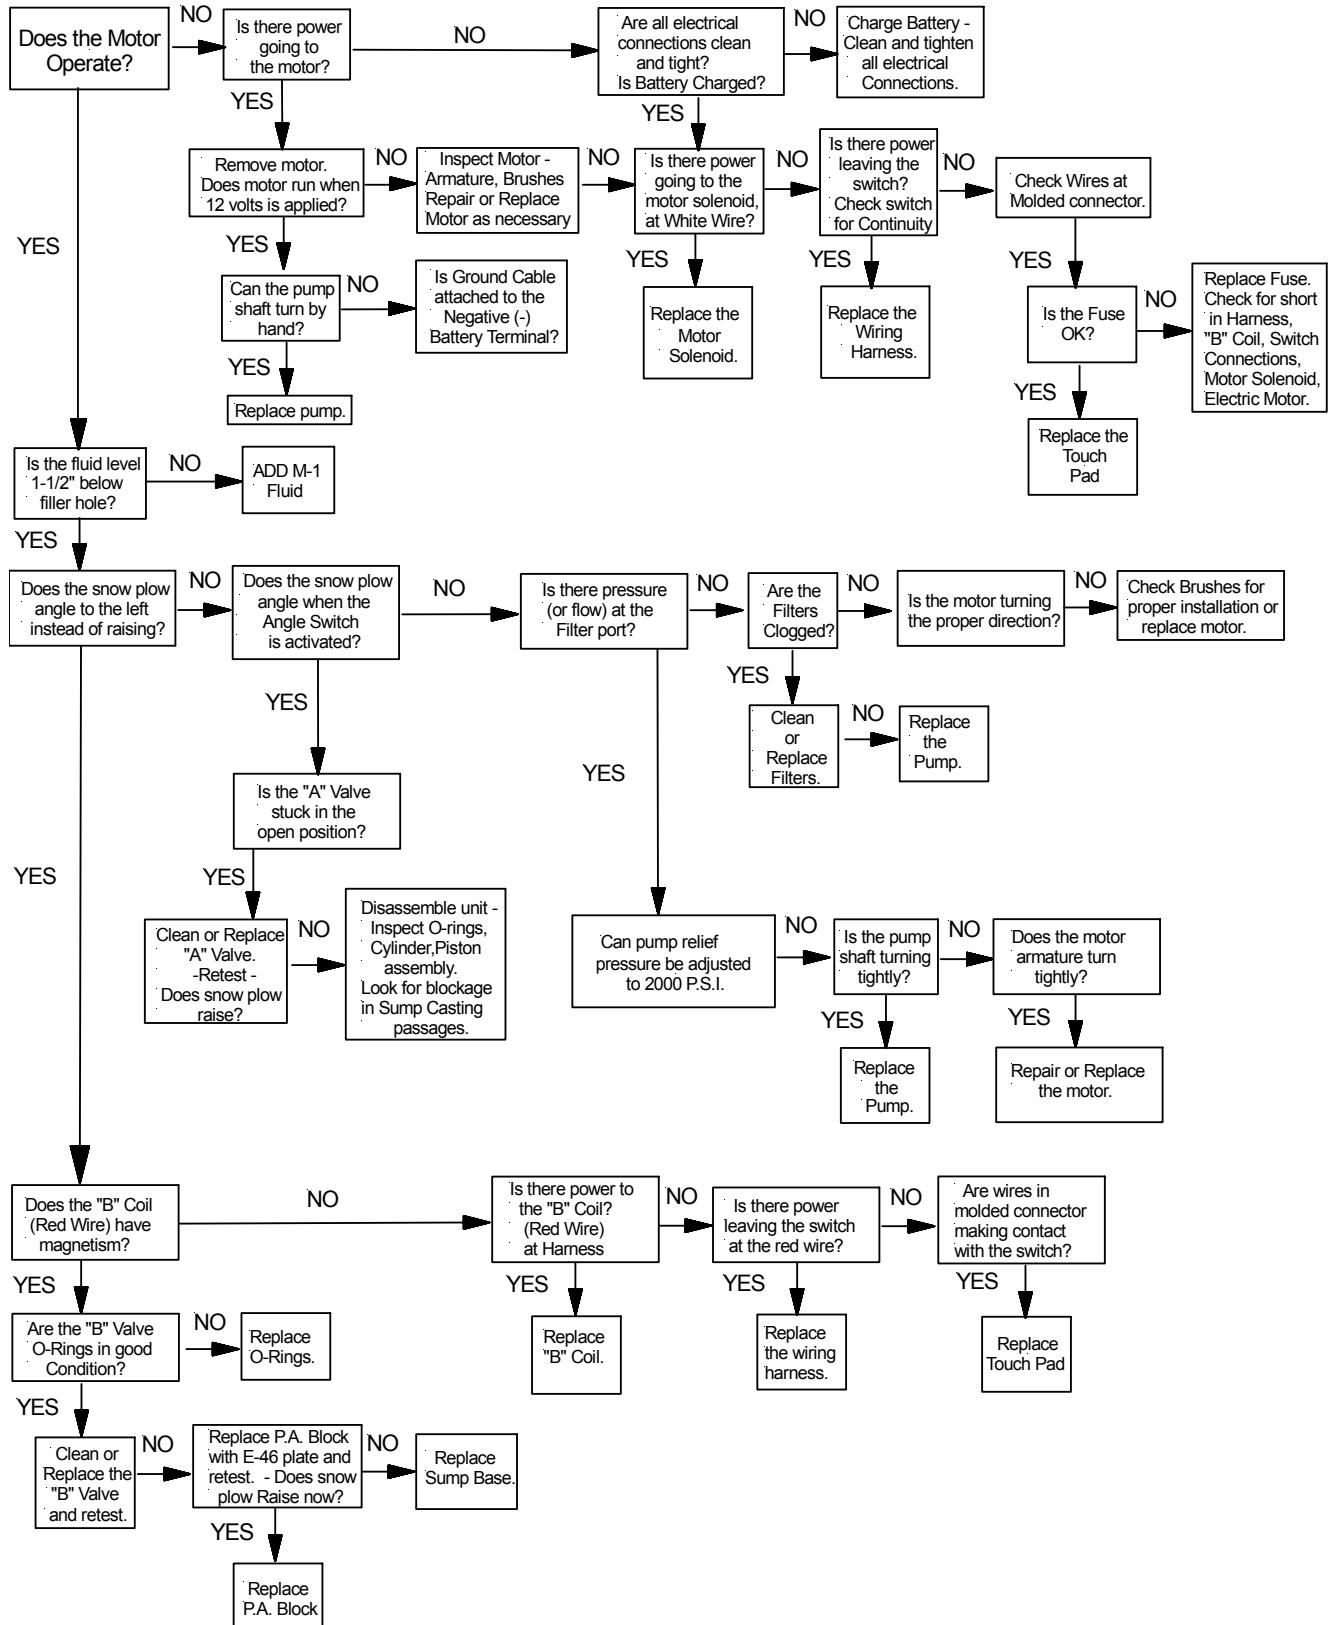 Does the Motor
Operate?
NO
Is there power
going to
the motor?
NO
Are all electrical
connections clean
and tight?
Is Battery Charged?
NO
Charge Battery -
Clean and tighten
all electrical
Connections.
YES
YES
YES
Remove motor.
Does motor run when
12 volts is applied?
NO
Inspect Motor -
Armature, Brushes
Repair or Replace
Motor as necessary
NO
Is there power
going to the
motor solenoid,
at White Wire?
NO
Is there power
leaving the
switch?
Check switch
for Continuity
NO
Check Wires at
Molded connector.
YES
YES
YES
YES
Can the pump
shaft turn by
hand?
NO
Is Ground Cable
attached to the
Negative (-)
Battery Terminal?
Replace the
Motor
Solenoid.
Replace the
Wiring
Harness.
Is the Fuse
OK?
NO
Replace Fuse.
Check for short
in Harness,
"B" Coil, Switch
Connections,
Motor Solenoid,
Electric Motor.
YES
Replace pump.
YES
Replace the
Touch
Pad
Is the fluid level
1-1/2" below
filler hole?
NO
ADD M-1
Fluid
YES
Does the snow plow
angle to the left
instead of raising?
NO
Does the snow plow
angle when the
Angle Switch
is activated?
NO
Is there pressure
(or flow) at the
Filter port?
NO
Are the
Filters
Clogged?
NO
Is the motor turning
the proper direction?
NO
Check Brushes for
proper installation or
replace motor.
YES
YES
YES
YES
Clean
or
Replace
Filters.
NO
Replace
the
Pump.
Is the "A" Valve
stuck in the
open position?
YES
Clean or Replace
"A" Valve.
-Retest -
Does snow plow
raise?
NO
Disassemble unit -
Inspect O-rings,
Cylinder,Piston
assembly.
Look for blockage
in Sump Casting
passages.
Can pump relief
pressure be adjusted
to 2000 P.S.I.
NO
Is the pump
shaft turning
tightly?
NO
Does the motor
armature turn
tightly?
YES
YES
Replace
the
Pump.
Repair or Replace
the motor.
Does the "B" Coil
(Red Wire) have
magnetism?
NO
Is there power to
the "B" Coil?
(Red Wire)
at Harness
NO
Is there power
leaving the switch
at the red wire?
NO
Are wires in
molded connector
making contact
with the switch?
YES
YES
YES
YES
Are the "B" Valve
O-Rings in good
Condition?
NO
Replace
O-Rings.
Replace
"B" Coil.
Replace
the wiring
harness.
Replace
Touch Pad
YES
Clean or
Replace the
"B" Valve
and retest.
NO
Replace P.A. Block
with E-46 plate and
retest. - Does snow
plow Raise now?
NO
Replace
Sump Base.
YES
Replace
P.A. Block